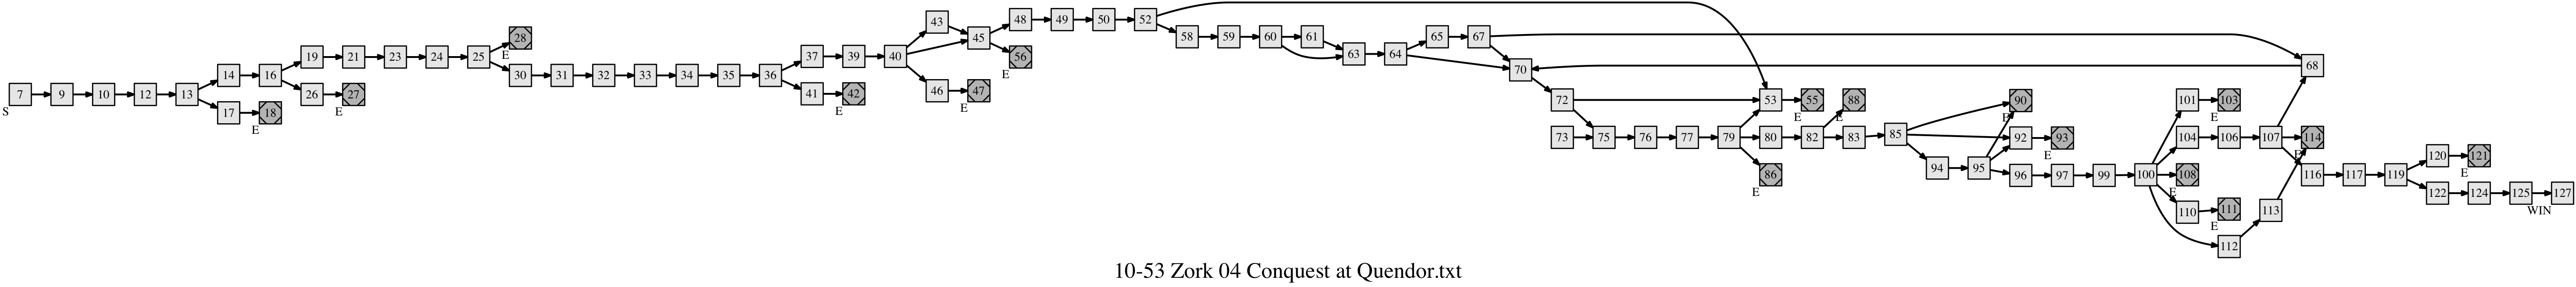 52
43 48 49 50
28 19 21 23 24 25 37 39 40 45 58 59 60 61 65 67
E 56 63 64 68
14 16 30 31 32 33 34 35 36 E 70
7 9 10 12 13 26 27 41 42 46 47 72 53 55 88 90 101 103
S E E E E E E
17 18 73 75 76 77 79 80 82 83 85 92 93 104 106 107 114
E E
94 95 96 97 99 100 108 116 117 119 120 121
86 E E
E 110 111 113 122 124 125 127
E WIN
112
10-53 Zork 04 Conquest at Quendor.txt